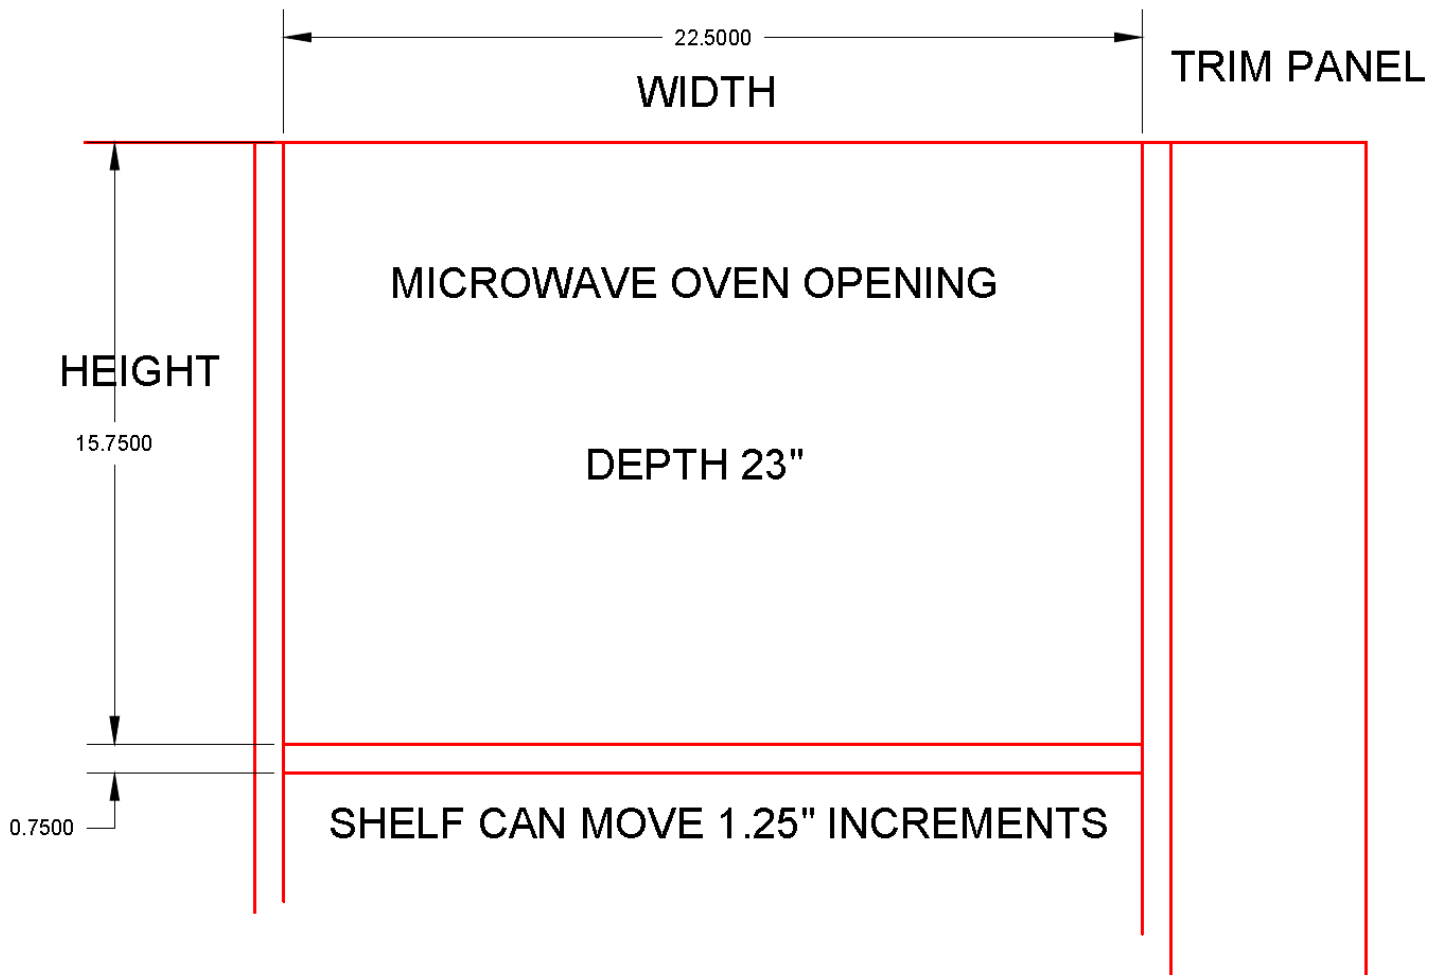 22.5000
WIDTH
TRIM PANEL
MICROWAVE OVEN OPENING
HEIGHT
15.7500
DEPTH 23"
SHELF CAN MOVE 1.25" INCREMENTS
0.7500